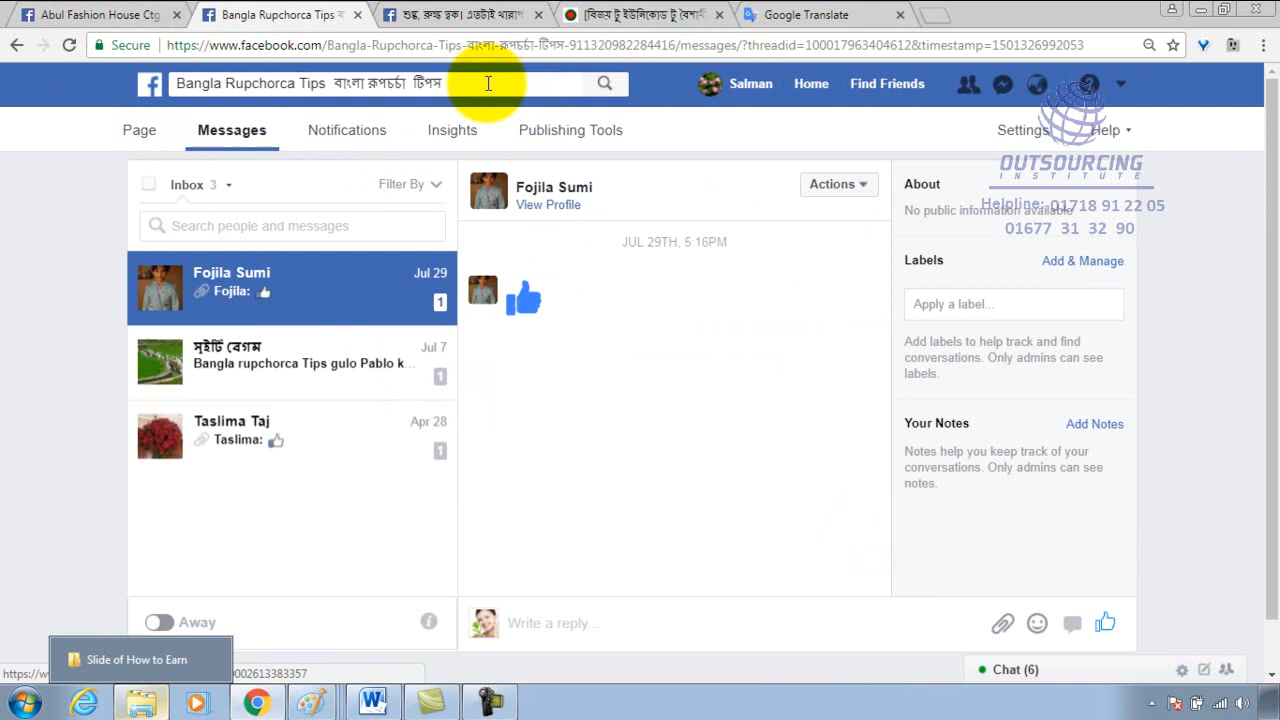 Abul Fashion House Ctg
Bangla Rupchorca Tips
Google Translate
Secure
https://www.facebook.com/Bangla-Rupchorca-Tips-বাংলা-রূপচর্চা-টিপস-911320982284416/messages/?threadid=100017963404612&timestamp=1501326992053
Bangla Rupchorca Tips বাংলা রূপচর্চা টিপস
Salman
Home
Find Friends
Page
Messages
Notifications
Insights
Publishing Tools
Settings
Help
OUTSOURCING
INSTITUTE
Helpline: 01718 91 22 05
01677 31 32 90
Inbox 3
Filter By
Search people and messages
Fojila Sumi
Jul 29
Fojila:
1
সুইটি বেগম
Jul 7
Bangla rupchorca Tips gulo Pablo k...
1
Taslima Taj
Apr 28
Taslima:
1
Away
Fojila Sumi
View Profile
Actions
JUL 29TH, 5:16PM
Write a reply...
About
No public information available
Labels
Add & Manage
Apply a label...
Add labels to help track and find
conversations. Only admins can see
labels.
Your Notes
Add Notes
Notes help you keep track of your
conversations. Only admins can see
notes.
Chat (6)
Slide of How to Earn